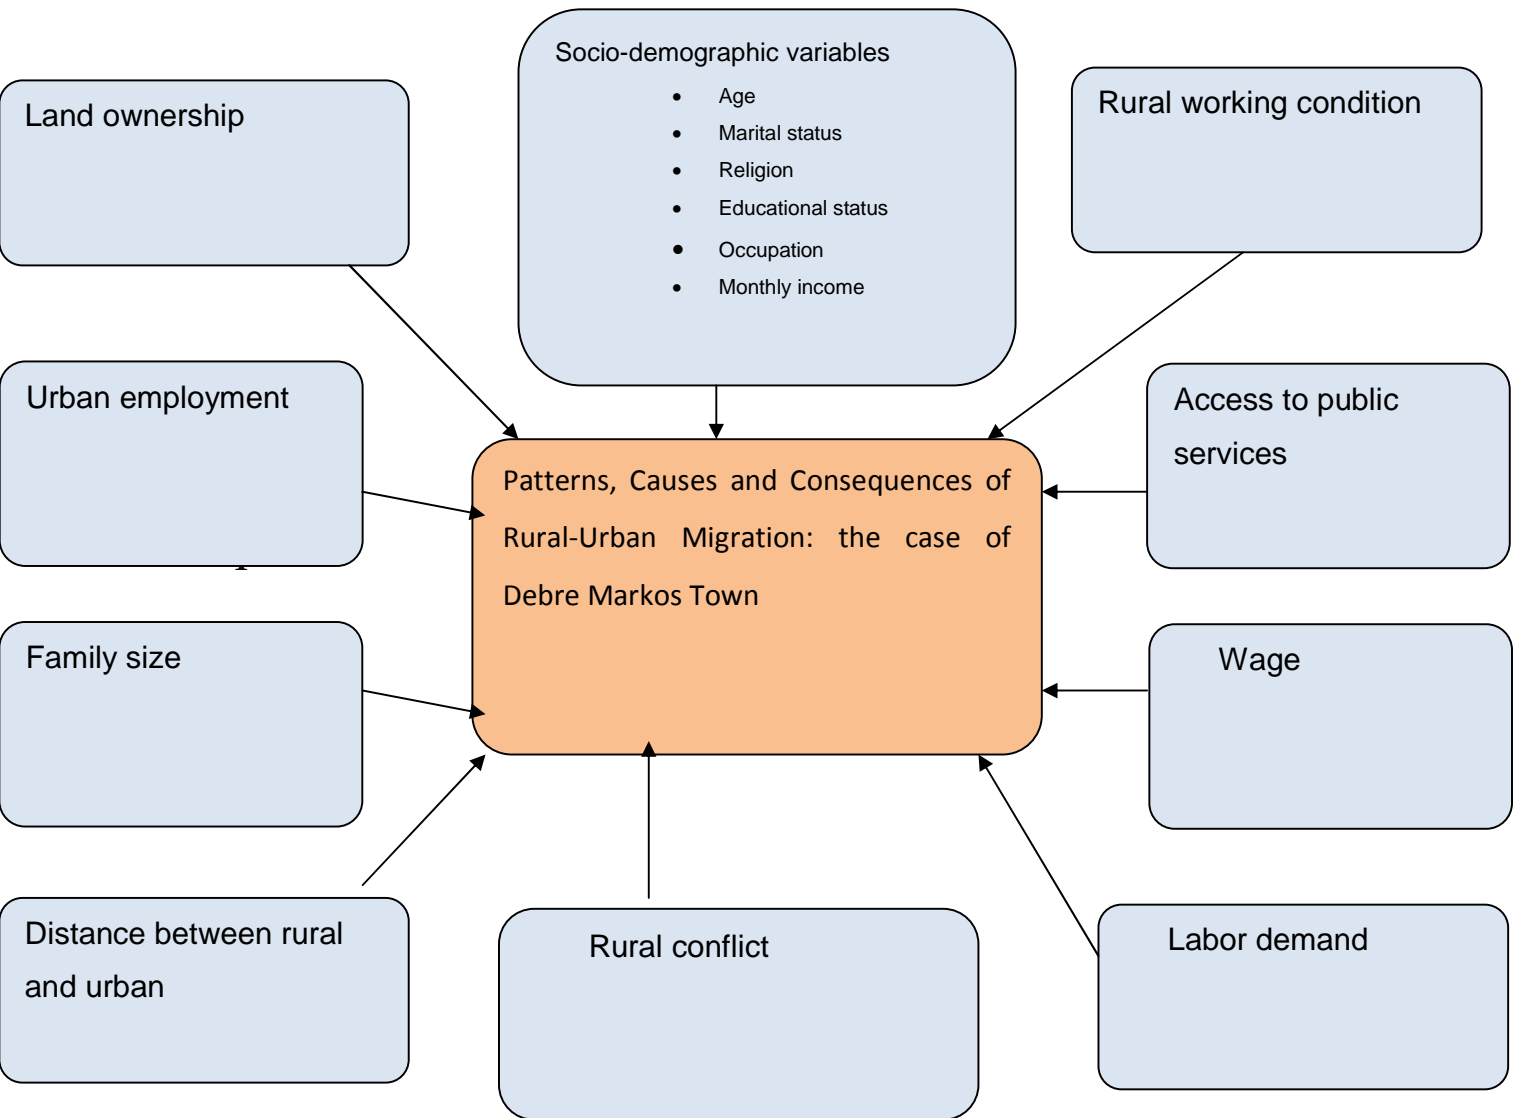 Socio-demographic variables
• Age
• Marital status
• Religion
• Educational status
• Occupation
• Monthly income
Land ownership
Rural working condition
Urban employment
Access to public
services
Patterns, Causes and Consequences of
Rural-Urban Migration: the case of
Debre Markos Town
Family size
Wage
Distance between rural
and urban
Rural conflict
Labor demand